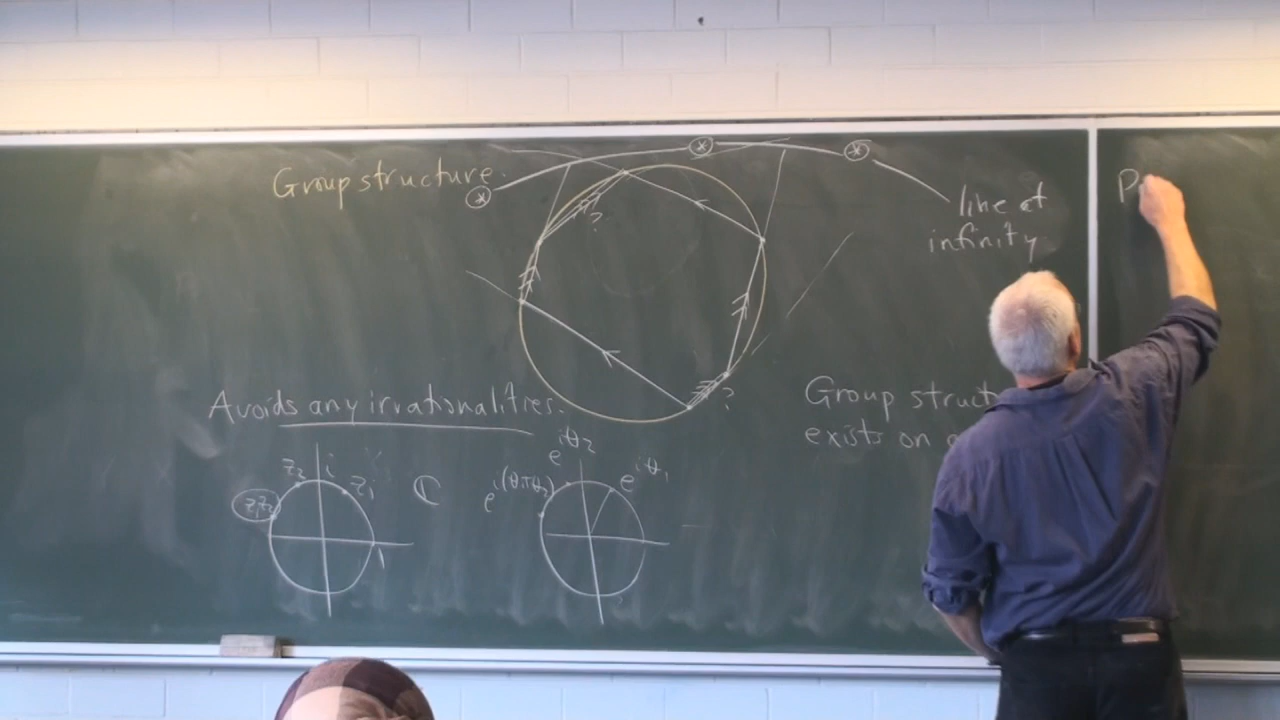 Group structure.
*
*
*
line at
infinity
?
?
Avoids any irrationalities.
Group struct
exists on
z₂
i
z₁
z₁z₂
1
ℂ
e^{iθ₂}
e^{iθ₁}
e^{i(θ₁+θ₂)}
P